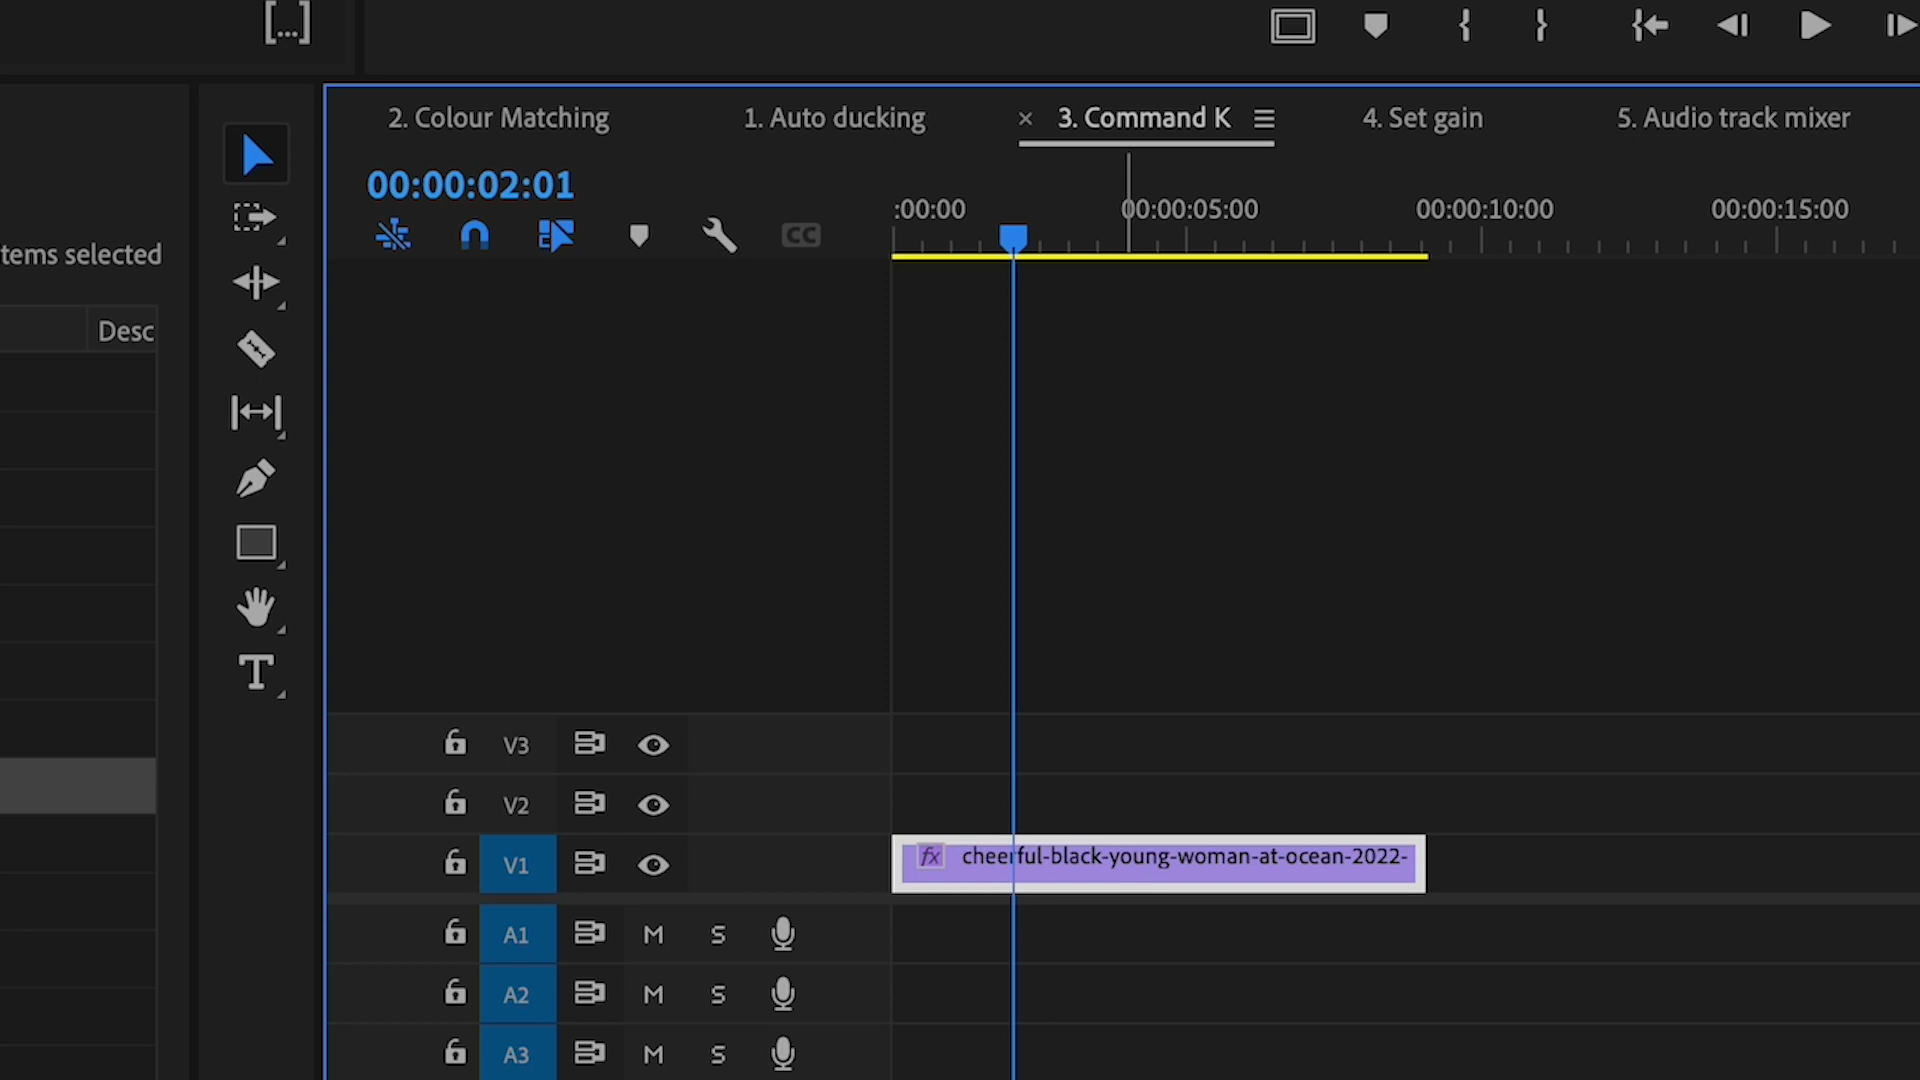 [...]
2. Colour Matching
1. Auto ducking
× 3. Command K
4. Set gain
5. Audio track mixer
00:00:02:01
:00:00
00:00:05:00
00:00:10:00
00:00:15:00
CC
tems selected
Desc
T
V3
V2
V1
fx cheerful-black-young-woman-at-ocean-2022-
A1 M S
A2 M S
A3 M S